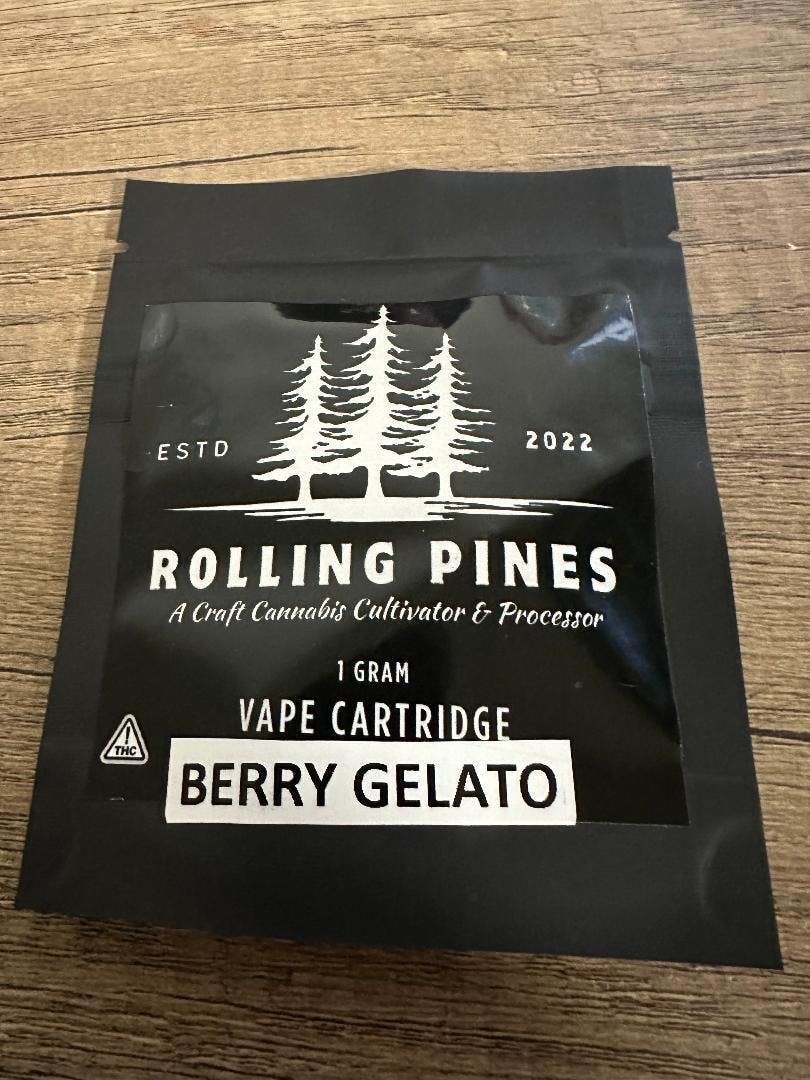 ESTD 2022
ROLLING PINES
A Craft Cannabis Cultivator & Processor
1 GRAM
VAPE CARTRIDGE
! THC
BERRY GELATO